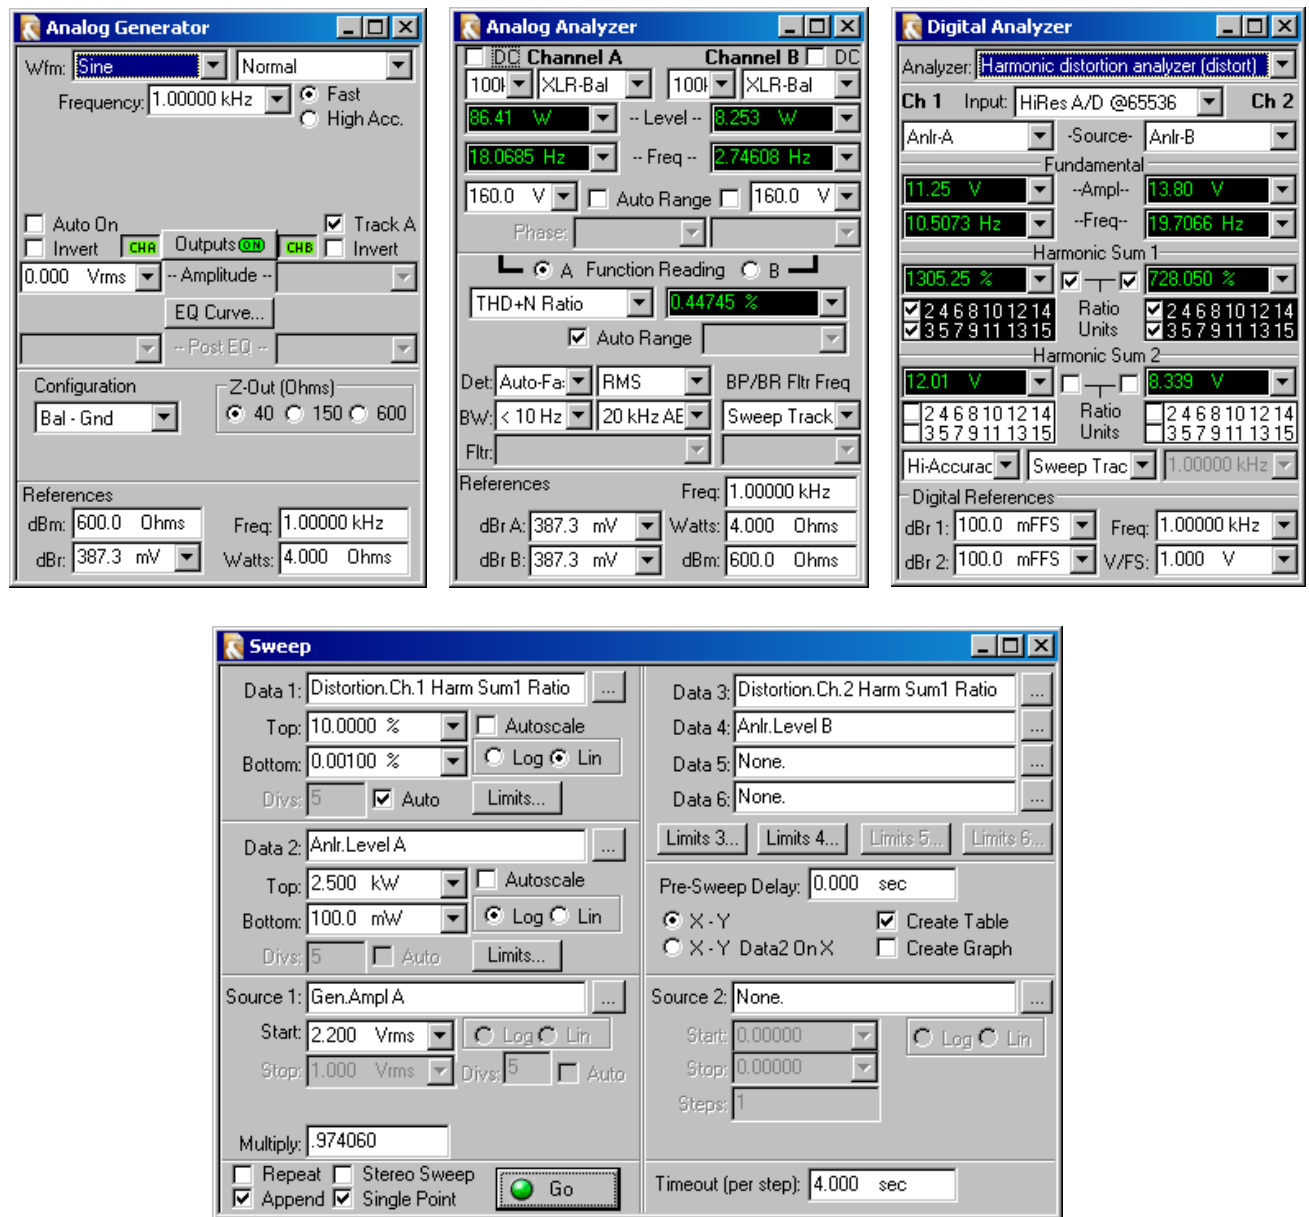 Analog Generator
Wfm: Sine Normal
Frequency: 1.00000 kHz Fast
High Acc.
Auto On Track A
Invert CHA Outputs ON CHB Invert
0.000 Vrms -- Amplitude --
EQ Curve...
-- Post EQ --
Configuration Z-Out (Ohms)
Bal - Gnd 40 150 600
References
dBm: 600.0 Ohms Freq: 1.00000 kHz
dBr: 387.3 mV Watts: 4.000 Ohms
Analog Analyzer
DC Channel A Channel B DC
100k XLR-Bal 100k XLR-Bal
86.41 W -- Level -- 8.253 W
18.0685 Hz -- Freq -- 2.74608 Hz
160.0 V Auto Range 160.0 V
Phase:
A Function Reading B
THD+N Ratio 0.44745 %
Auto Range
Det: Auto-Fa: RMS BP/BR Fltr Freq
BW: < 10 Hz 20 kHz AE Sweep Track
Fltr:
References Freq: 1.00000 kHz
dBr A: 387.3 mV Watts: 4.000 Ohms
dBr B: 387.3 mV dBm: 600.0 Ohms
Digital Analyzer
Analyzer: Harmonic distortion analyzer (distort)
Ch 1 Input: HiRes A/D @65536 Ch 2
Anlr-A -Source- Anlr-B
Fundamental
11.25 V --Ampl-- 13.80 V
10.5073 Hz --Freq-- 19.7066 Hz
Harmonic Sum 1
1305.25 % 728.050 %
2 4 6 8 10 12 14 Ratio 2 4 6 8 10 12 14
3 5 7 9 11 13 15 Units 3 5 7 9 11 13 15
Harmonic Sum 2
12.01 V 8.339 V
2 4 6 8 10 12 14 Ratio 2 4 6 8 10 12 14
3 5 7 9 11 13 15 Units 3 5 7 9 11 13 15
Hi-Accurac Sweep Trac 1.00000 kHz
Digital References
dBr 1: 100.0 mFFS Freq: 1.00000 kHz
dBr 2: 100.0 mFFS V/FS: 1.000 V
Sweep
Data 1: Distortion.Ch.1 Harm Sum1 Ratio ...
Top: 10.0000 % Autoscale
Bottom: 0.00100 % Log Lin
Divs: 5 Auto Limits...
Data 2: Anlr.Level A ...
Top: 2.500 kW Autoscale
Bottom: 100.0 mW Log Lin
Divs: 5 Auto Limits...
Source 1: Gen.Ampl A ...
Start: 2.200 Vrms Log Lin
Stop: 1.000 Vrms Divs: 5 Auto
Multiply: .974060
Repeat Stereo Sweep
Append Single Point Go
Data 3: Distortion.Ch.2 Harm Sum1 Ratio ...
Data 4: Anlr.Level B ...
Data 5: None. ...
Data 6: None. ...
Limits 3... Limits 4... Limits 5... Limits 6...
Pre-Sweep Delay: 0.000 sec
X - Y Create Table
X - Y Data2 On X Create Graph
Source 2: None. ...
Start: 0.00000 Log Lin
Stop: 0.00000
Steps: 1
Timeout (per step): 4.000 sec